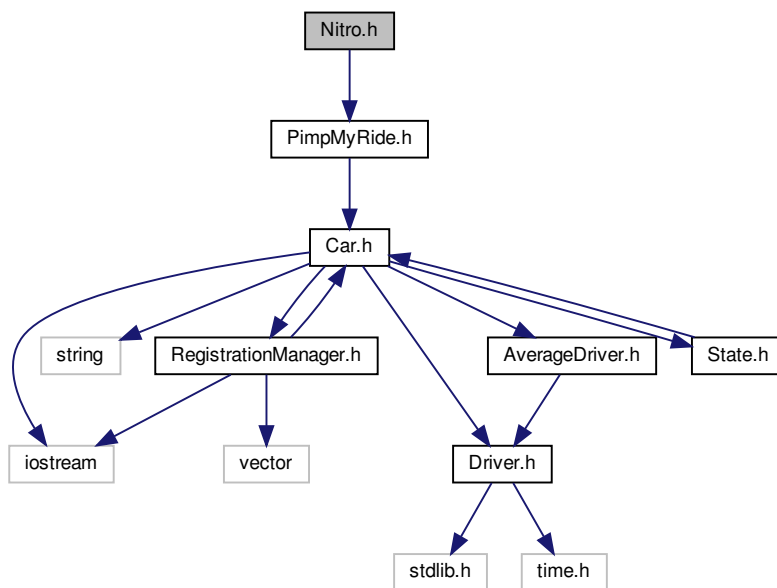 Nitro.h
PimpMyRide.h
Car.h
string
RegistrationManager.h
AverageDriver.h
State.h
iostream
vector
Driver.h
stdlib.h
time.h